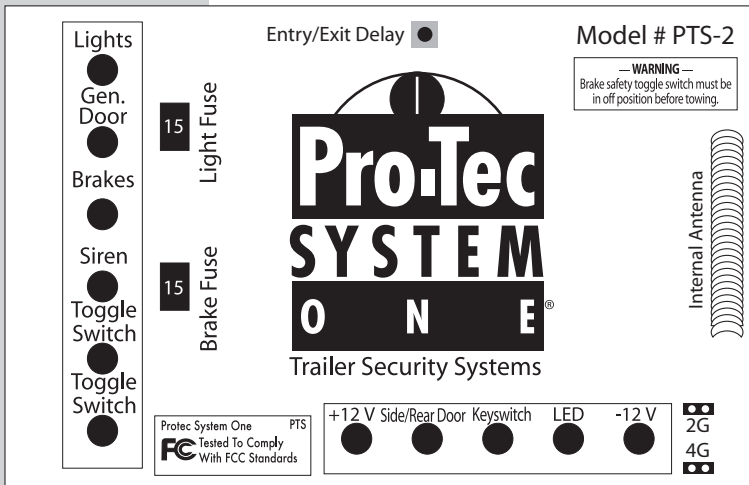 Lights
Gen.
Door
Brakes
Siren
Toggle
Switch
Toggle
Switch
15
Light Fuse
15
Brake Fuse
Entry/Exit Delay
Pro-Tec
SYSTEM
ONE®
Trailer Security Systems
Model # PTS-2
— WARNING —
Brake safety toggle switch must be
in off position before towing.
Internal Antenna
Protec System One PTS
FC Tested To Comply
With FCC Standards
+12 V Side/Rear Door Keyswitch LED -12 V
2G
4G